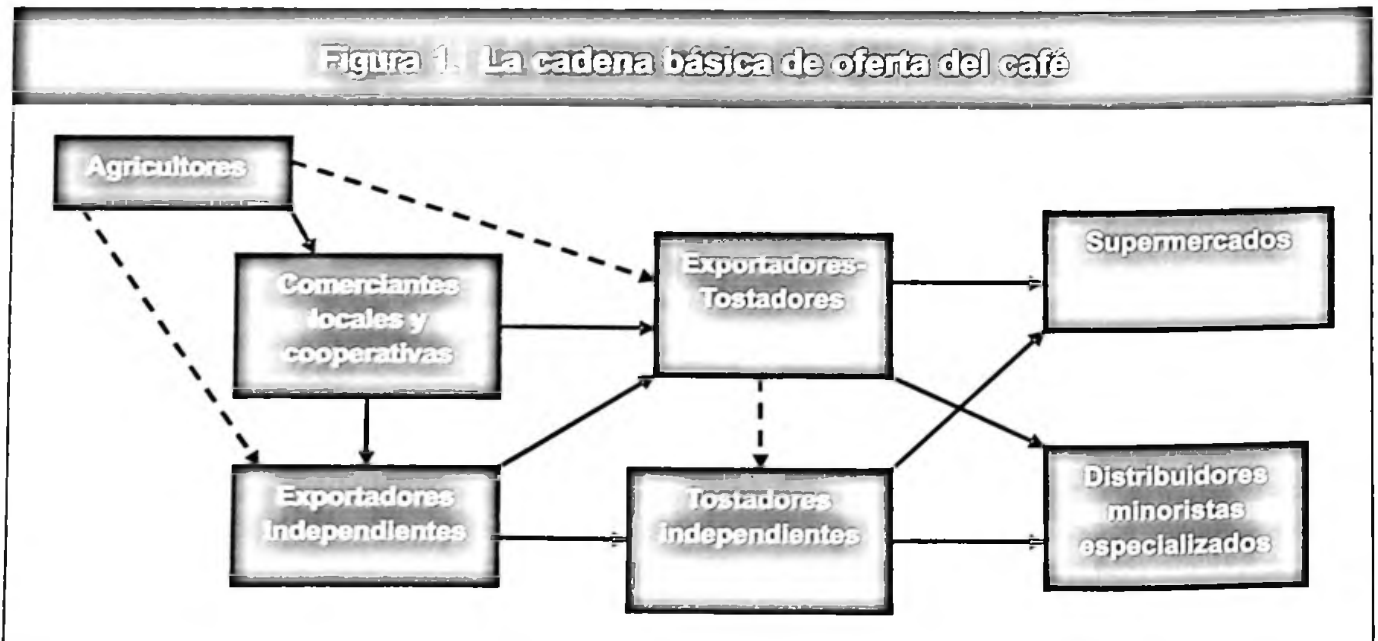 Figura 1. La cadena básica de oferta del café
Agricultores
Comerciantes
locales y
cooperativas
Exportadores
independientes
Exportadores-
Tostadores
Tostadores
independientes
Supermercados
Distribuidores
minoristas
especializados